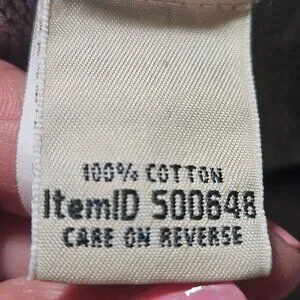 100% COTTON
ItemID 500648
CARE ON REVERSE